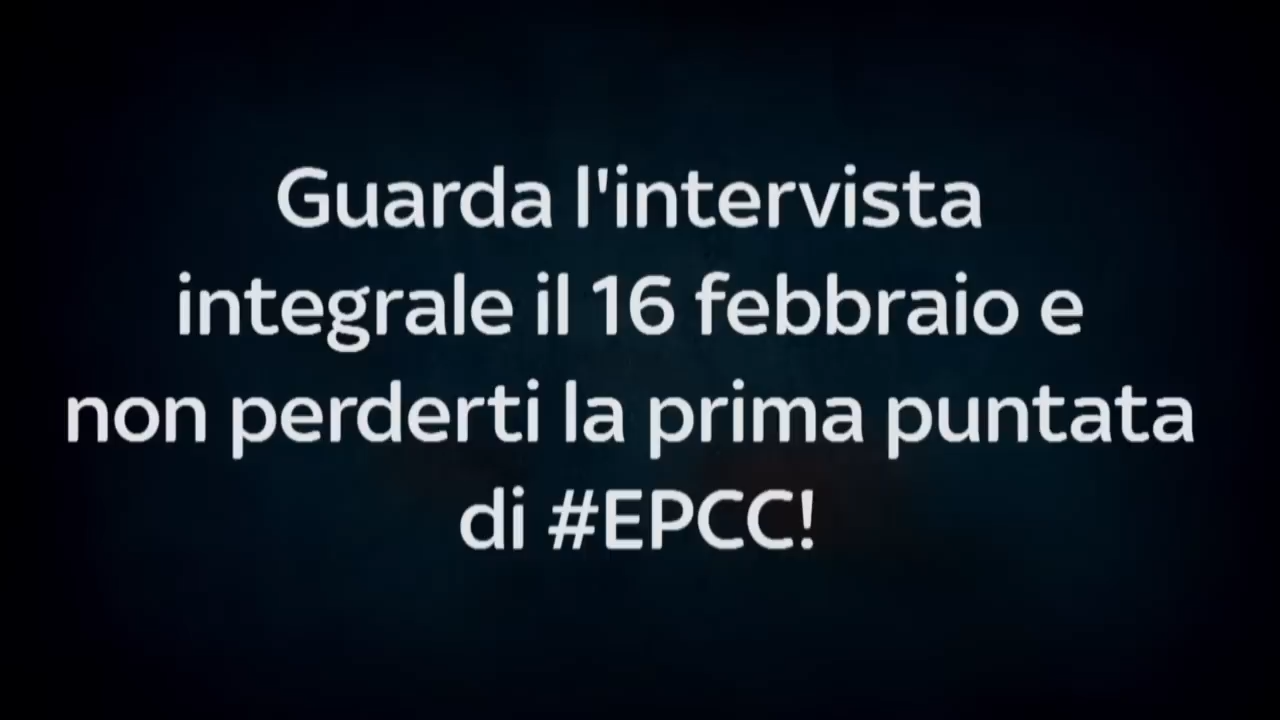 Guarda l'intervista
integrale il 16 febbraio e
non perderti la prima puntata
di #EPCC!